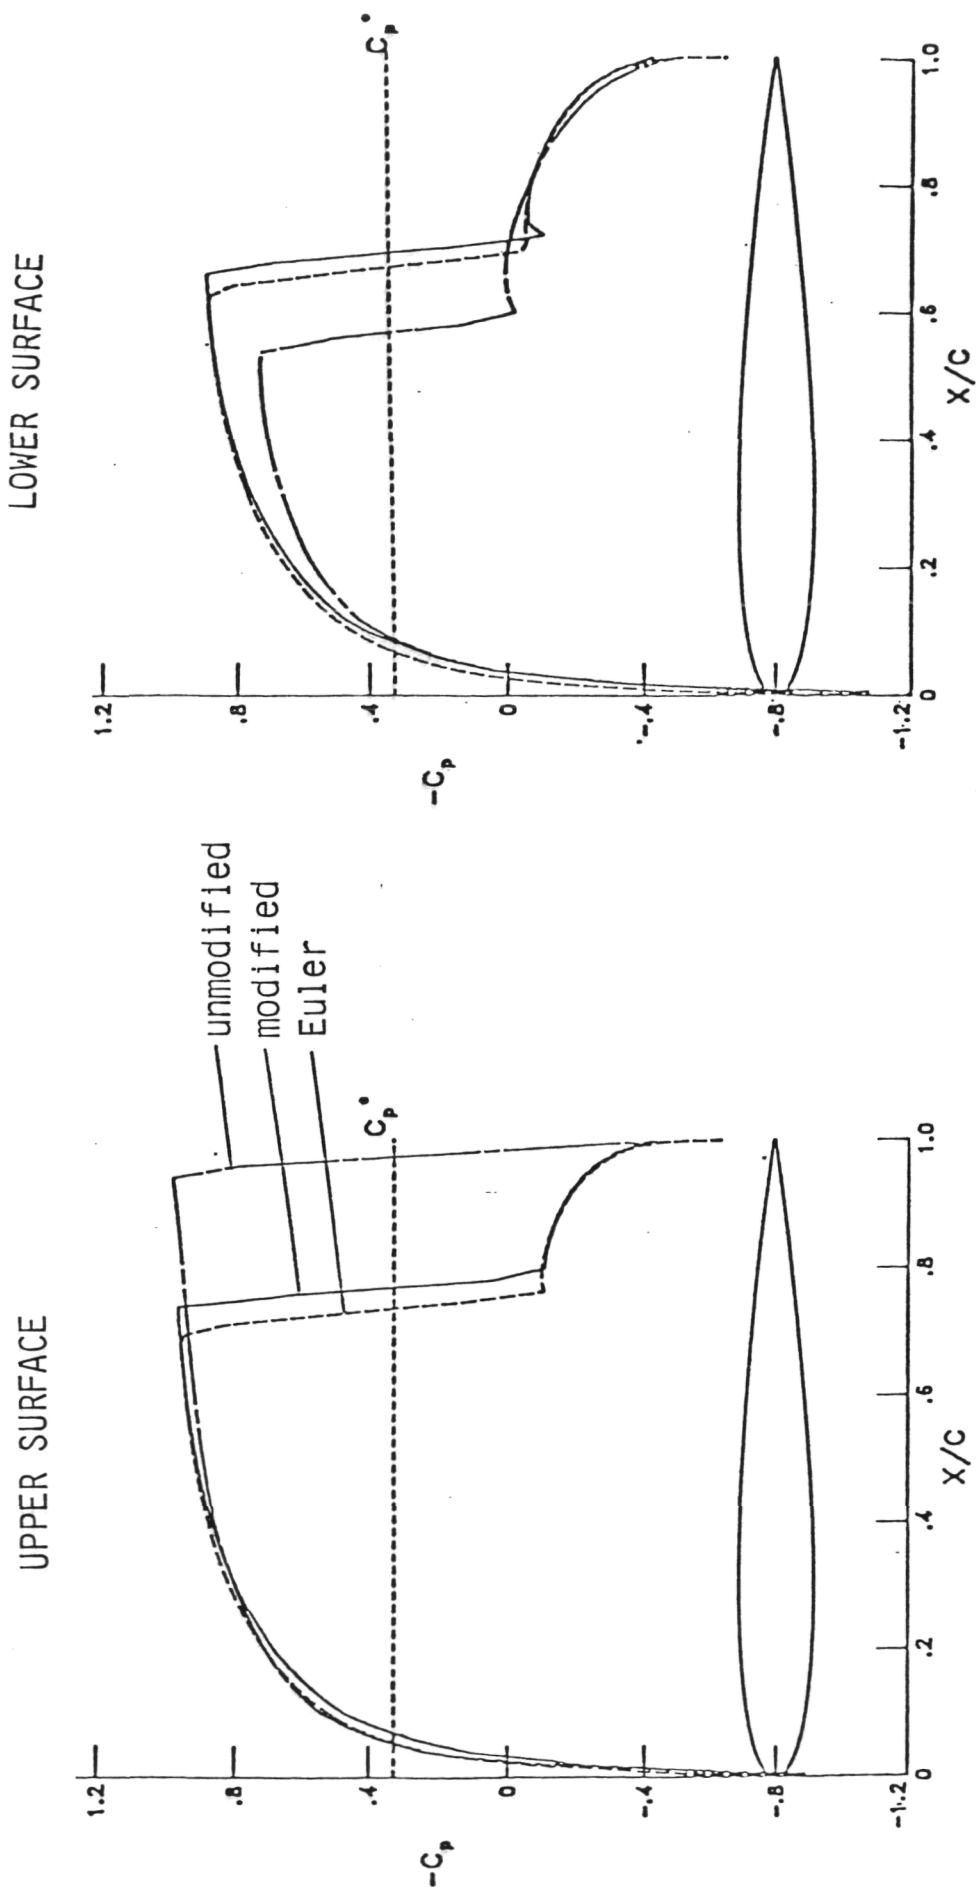 UPPER SURFACE
1.2
.8
.4
0
-.4
-.8
-1.2
-Cp
Cp*
unmodified
modified
Euler
0
.2
.4
.6
.8
1.0
X/C
LOWER SURFACE
1.2
.8
.4
0
-.4
-.8
-1.2
-Cp
Cp*
0
.2
.4
.6
.8
1.0
X/C